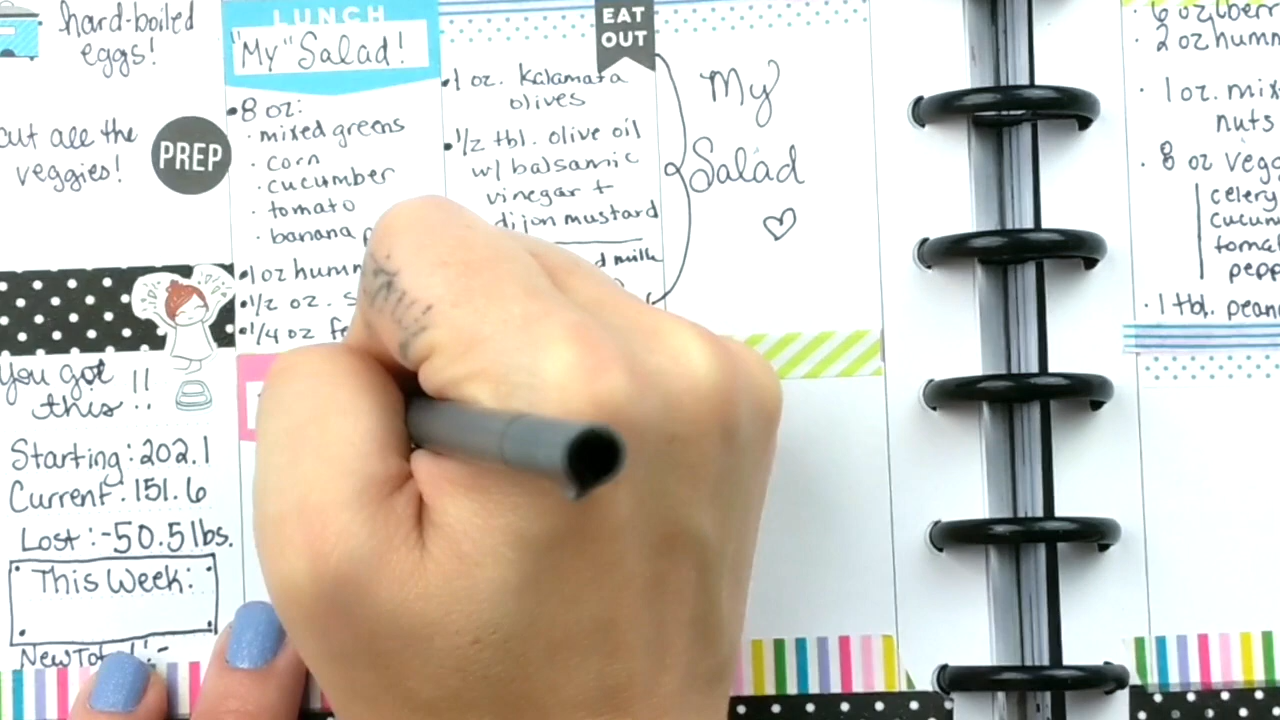 hard-boiled
eggs!
cut all the
veggies!
PREP
You got
this!!
Starting: 202.1
Current: 151.6
Lost: -50.5 lbs.
This Week:
New Total: -
LUNCH
"My" Salad!
•8 oz:
· mixed greens
· corn
· cucumber
· tomato
· banana
•1 oz humm
•1/2 oz. s
•1/4 oz fe
EAT
OUT
•1 oz. kalamata
olives
•1/2 tbl. olive oil
w/ balsamic
vinegar +
dijon mustard
milk
My
Salad
6 oz
2 oz humm
· 1 oz. mix
nuts
· 8 oz vegg
celery
cucum
tomat
pepp
· 1 tbl. pean